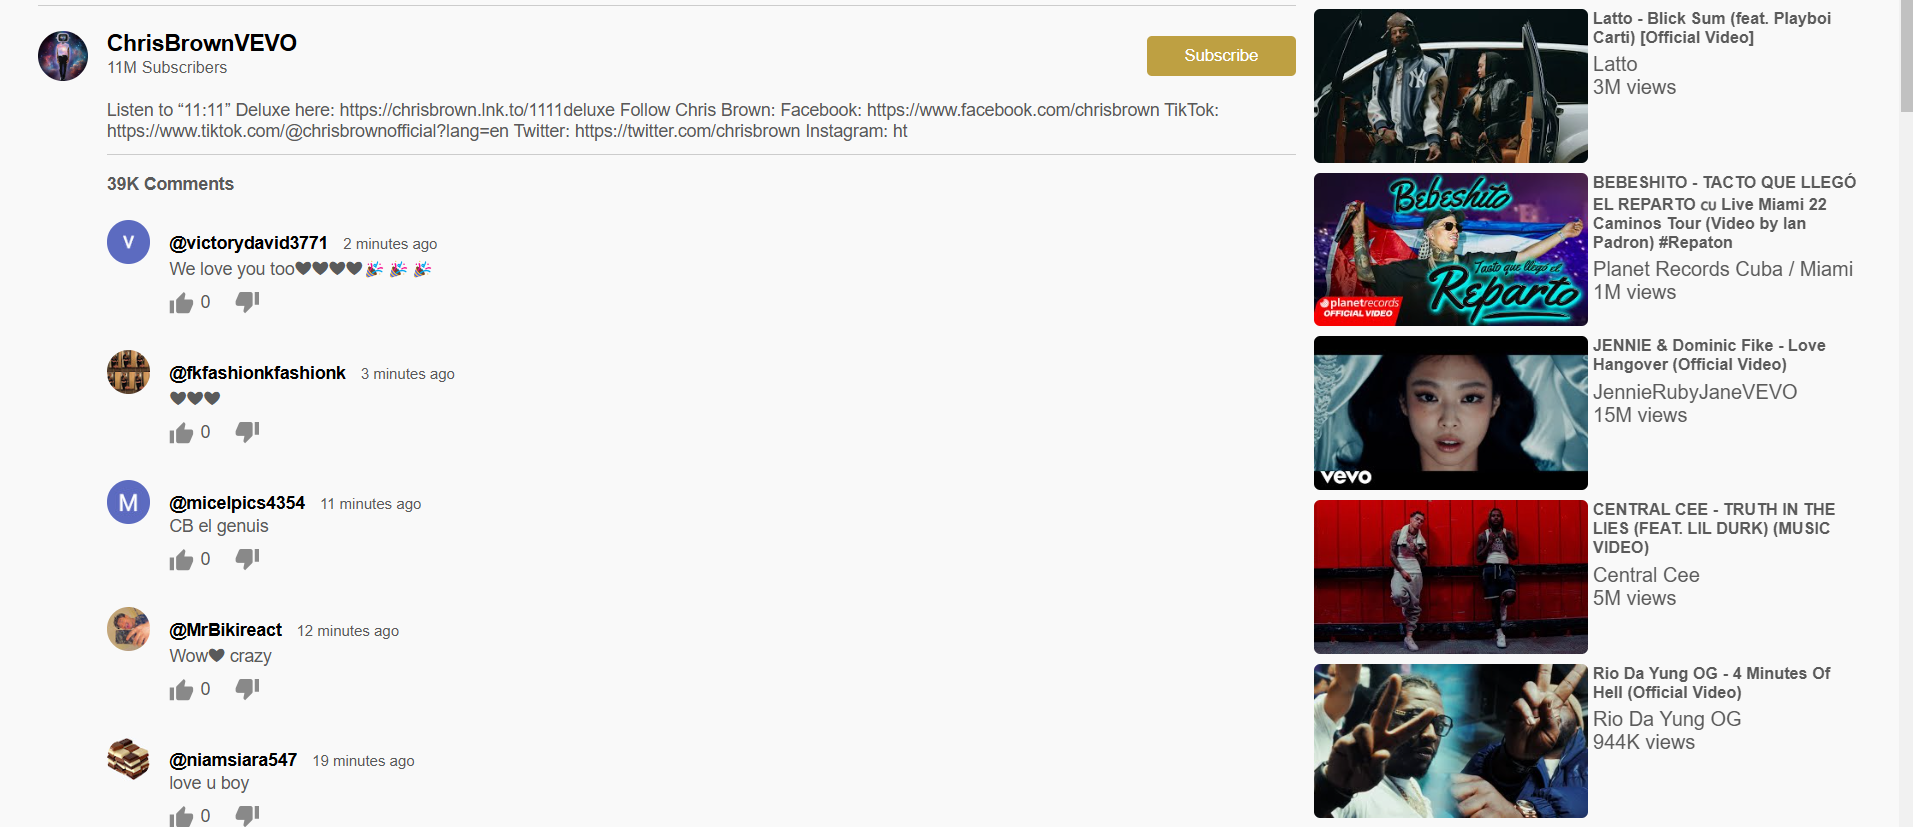 ChrisBrownVEVO
11M Subscribers
Subscribe
Listen to “11:11” Deluxe here: https://chrisbrown.lnk.to/1111deluxe Follow Chris Brown: Facebook: https://www.facebook.com/chrisbrown TikTok:
https://www.tiktok.com/@chrisbrownofficial?lang=en Twitter: https://twitter.com/chrisbrown Instagram: ht
39K Comments
V
@victorydavid3771 2 minutes ago
We love you too🖤🖤🖤🖤🎉 🎉 🎉
0
@fkfashionkfashionk 3 minutes ago
🖤🖤🖤
0
M
@micelpics4354 11 minutes ago
CB el genuis
0
@MrBikireact 12 minutes ago
Wow🖤 crazy
0
@niamsiara547 19 minutes ago
love u boy
0
Latto - Blick Sum (feat. Playboi
Carti) [Official Video]
Latto
3M views
Bebeshito
Tacto que llegó el
Reparto
planetrecords
OFFICIAL VIDEO
BEBESHITO - TACTO QUE LLEGÓ
EL REPARTO cu Live Miami 22
Caminos Tour (Video by Ian
Padron) #Repaton
Planet Records Cuba / Miami
1M views
vevo
JENNIE & Dominic Fike - Love
Hangover (Official Video)
JennieRubyJaneVEVO
15M views
CENTRAL CEE - TRUTH IN THE
LIES (FEAT. LIL DURK) (MUSIC
VIDEO)
Central Cee
5M views
Rio Da Yung OG - 4 Minutes Of
Hell (Official Video)
Rio Da Yung OG
944K views